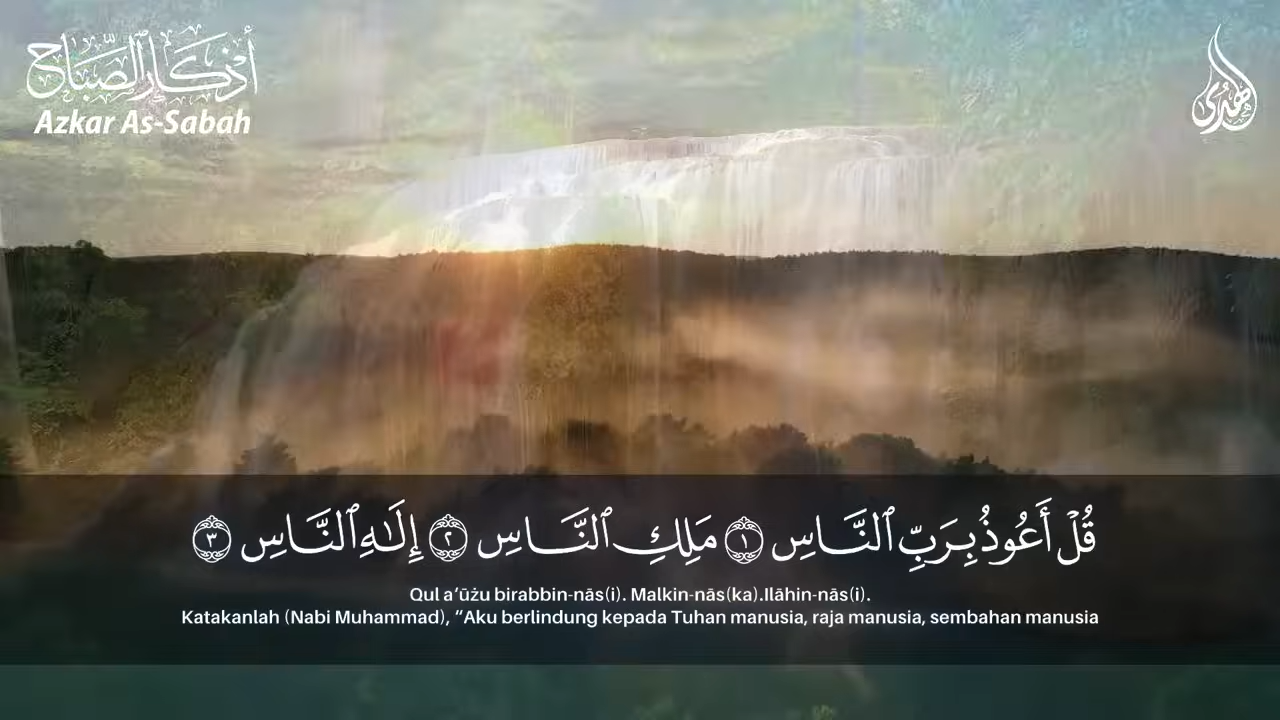 أذكار الصباح
Azkar As-Sabah
الهدى
قُلْ أَعُوذُ بِرَبِّ ٱلنَّاسِ ١ مَلِكِ ٱلنَّاسِ ٢ إِلَـٰهِ ٱلنَّاسِ ٣
Qul a‘ūżu birabbin-nās(i). Malkin-nās(ka).Ilāhin-nās(i).
Katakanlah (Nabi Muhammad), “Aku berlindung kepada Tuhan manusia, raja manusia, sembahan manusia